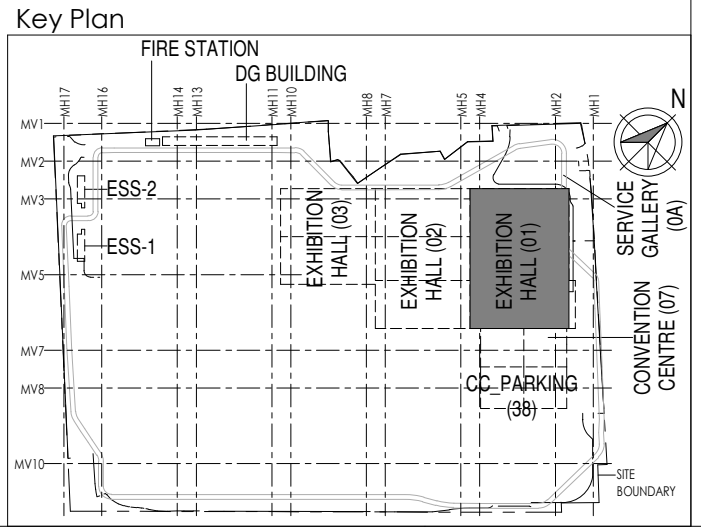 Key Plan
FIRE STATION
DG BUILDING
MH17
MH16
MH14
MH13
MH11
MH10
MH8
MH7
MH5
MH4
MH2
MH1
N
MV1
MV2
MV3
MV5
MV7
MV8
MV10
ESS-2
ESS-1
EXHIBITION
HALL (03)
EXHIBITION
HALL (02)
EXHIBITION
HALL (01)
SERVICE
GALLERY
(0A)
CONVENTION
CENTRE (07)
CC_PARKING
(38)
SITE
BOUNDARY